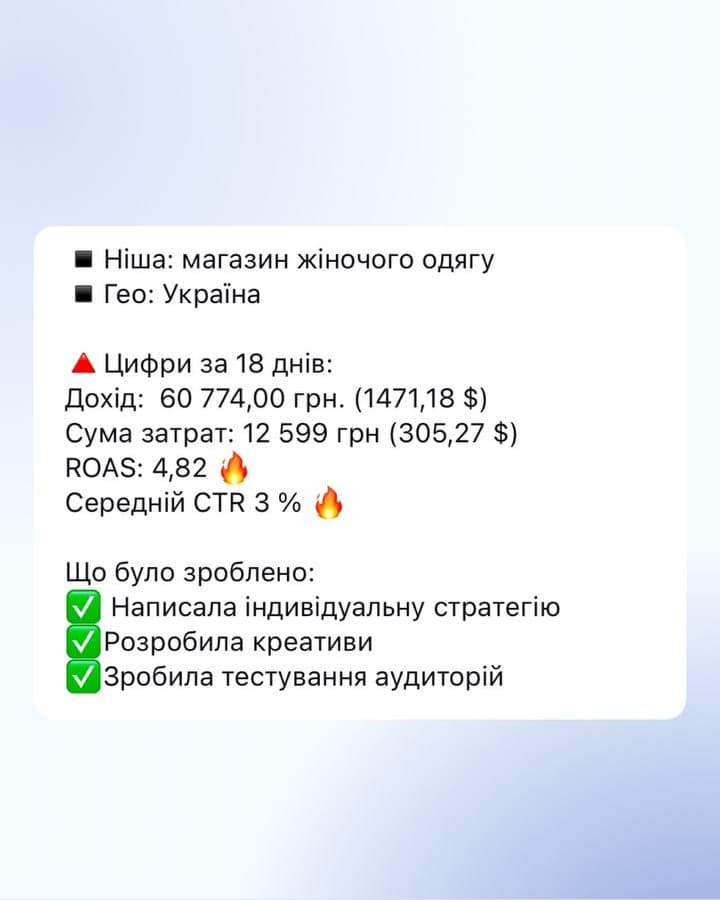 ▪️ Ніша: магазин жіночого одягу
▪️ Гео: Україна
🔺 Цифри за 18 днів:
Дохід:  60 774,00 грн. (1471,18 $)
Сума затрат: 12 599 грн (305,27 $)
ROAS: 4,82 🔥
Середній CTR 3 % 🔥
Що було зроблено:
✅ Написала індивідуальну стратегію
✅Розробила креативи
✅Зробила тестування аудиторій